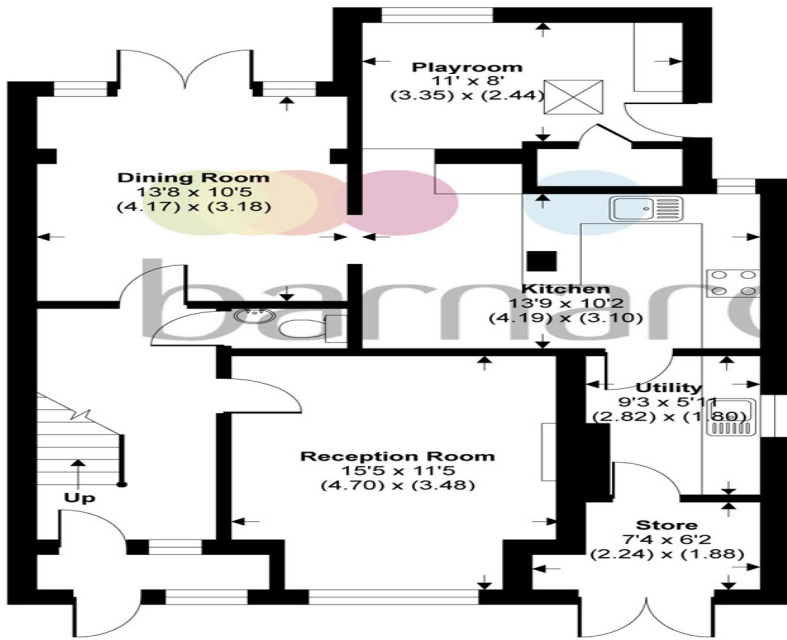 Playroom
11' x 8'
(3.35) x (2.44)
Dining Room
13'8 x 10'5
(4.17) x (3.18)
Kitchen
13'9 x 10'2
(4.19) x (3.10)
Utility
9'3 x 5'11
(2.82) x (1.80)
Reception Room
15'5 x 11'5
(4.70) x (3.48)
Up
Store
7'4 x 6'2
(2.24) x (1.88)